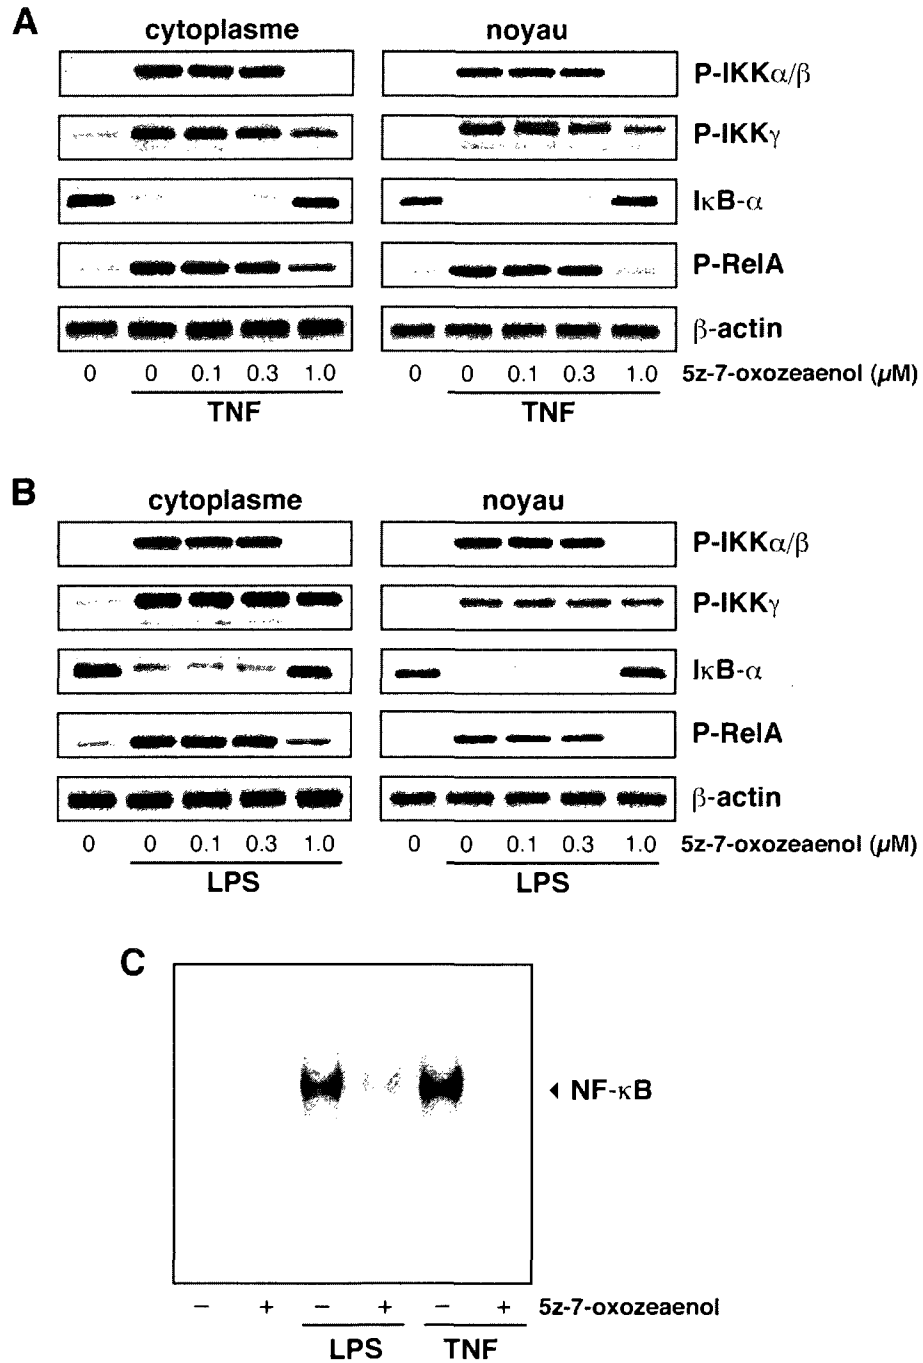 A
cytoplasme noyau
P-IKKα/β
P-IKKγ
IκB-α
P-RelA
β-actin
0 0 0.1 0.3 1.0 0 0 0.1 0.3 1.0 5z-7-oxozeaenol (µM)
TNF TNF
B
cytoplasme noyau
P-IKKα/β
P-IKKγ
IκB-α
P-RelA
β-actin
0 0 0.1 0.3 1.0 0 0 0.1 0.3 1.0 5z-7-oxozeaenol (µM)
LPS LPS
C
NF-κB
− + − + − + 5z-7-oxozeaenol
LPS TNF